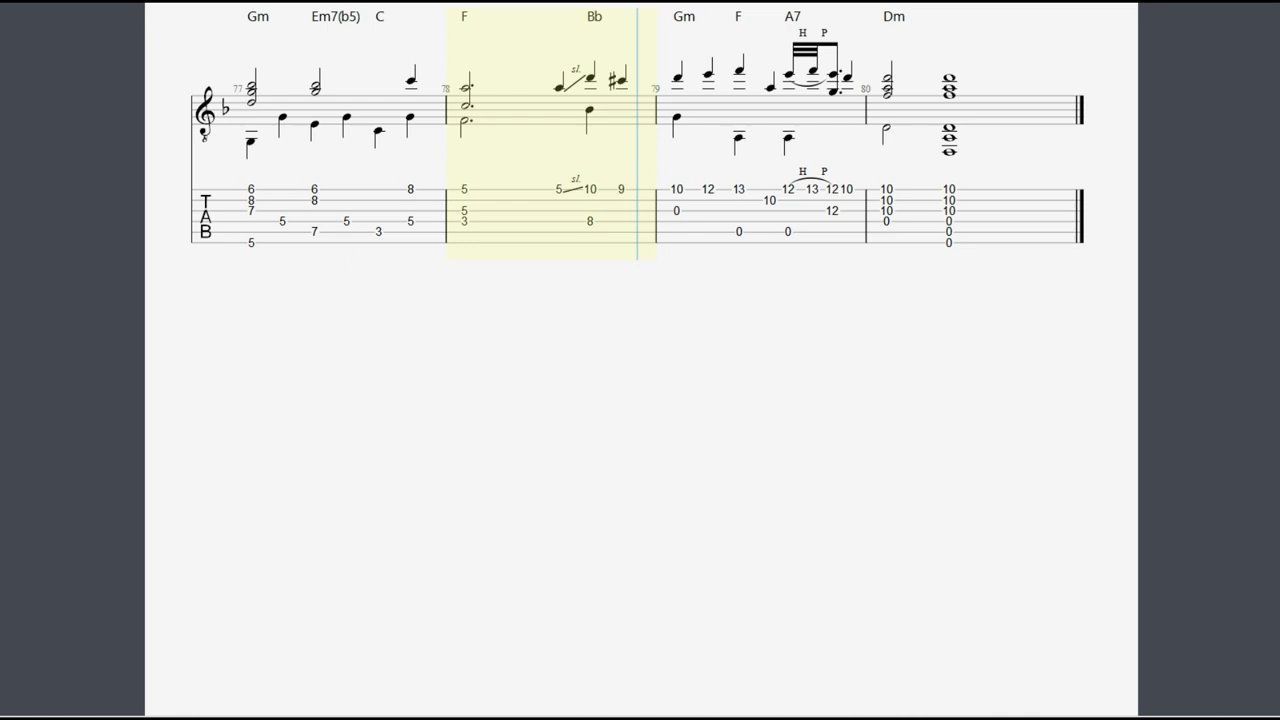 Gm Em7(b5) C F Bb Gm F A7 Dm
H P
sl.
77 78 79 80
8
H P
sl.
6 6 8 5 5 10 9 10 12 13 12 13 12 10 10 10
T 8 8 10 10 10
7 5 0 12 10 10
A 5 5 5 3 8 0 0
B 7 3 0 0 0
5 0